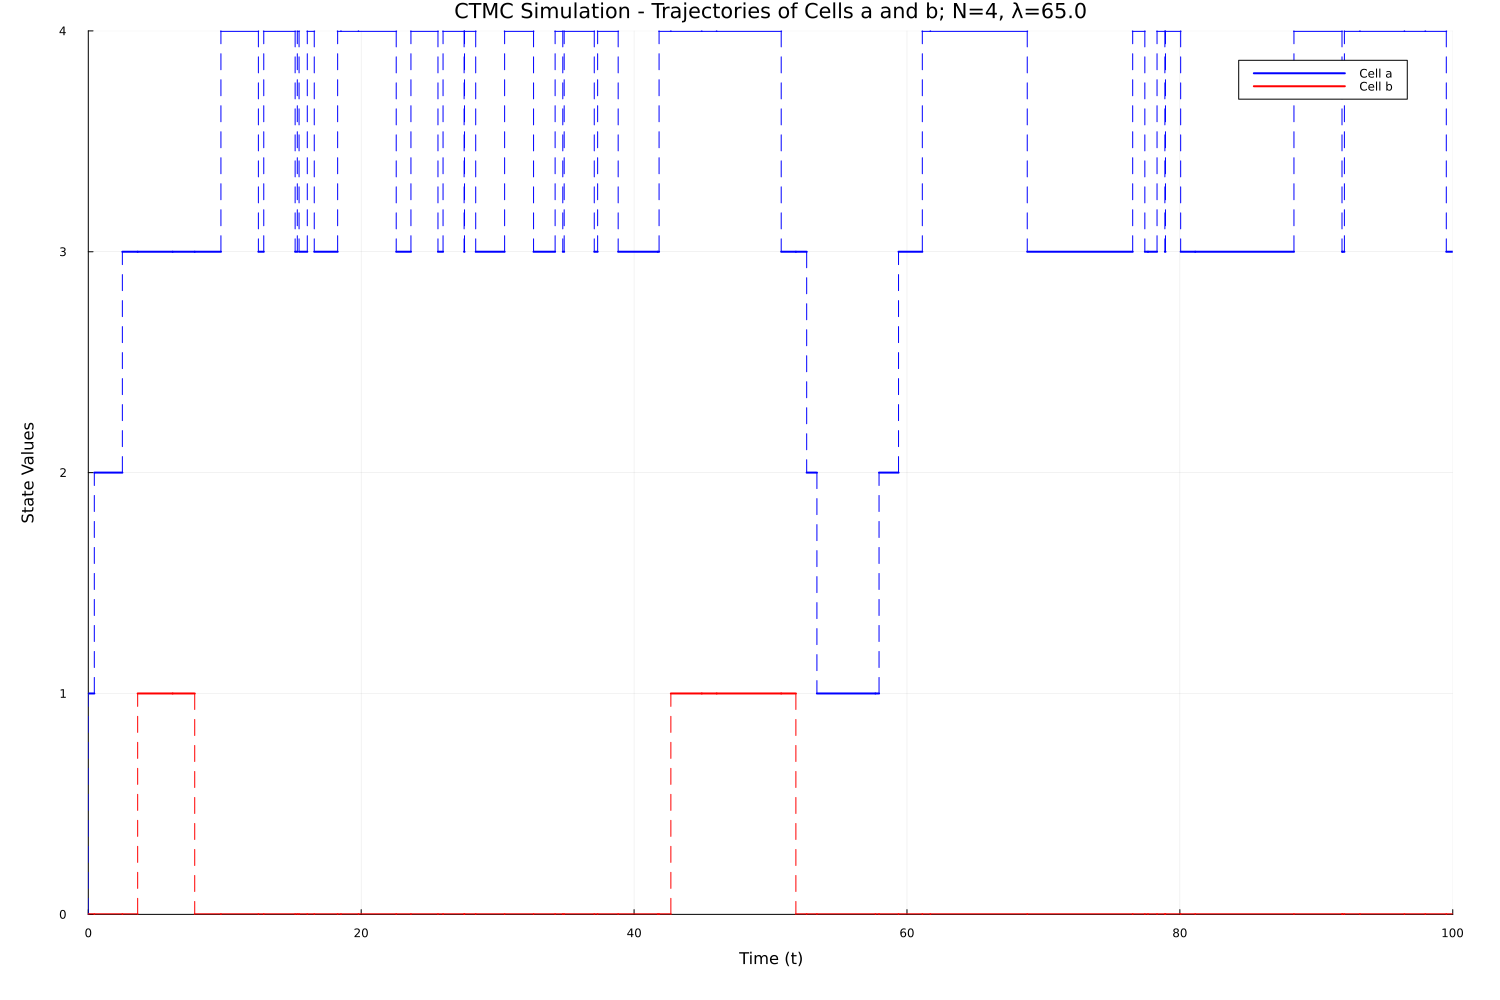 CTMC Simulation - Trajectories of Cells a and b; N=4, λ=65.0
4
Cell a
Cell b
3
State Values
2
1
0
0 20 40 60 80 100
Time (t)